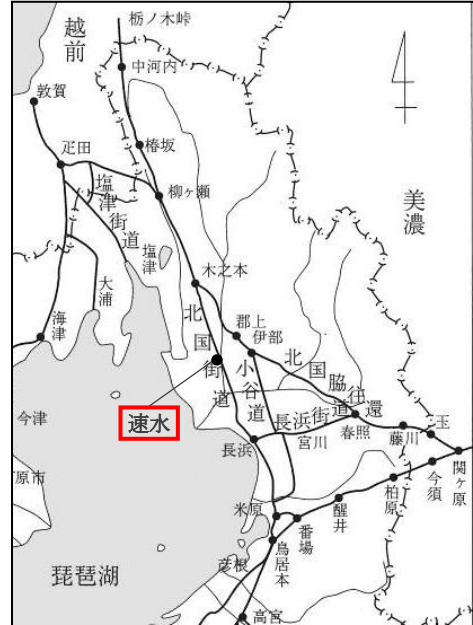 栃ノ木峠
越前
中河内
敦賀
椿坂
疋田
柳ヶ瀬
塩津街道
塩津
美濃
大浦
木之本
海津
北国街道
郡上
伊部
小谷道
北国脇往還
速水
長浜街道
今津
長浜
宮川
春照
藤川
玉
関ヶ原
今須
柏原
醒井
米原
番場
鳥居本
彦根
琵琶湖
高宮
原市